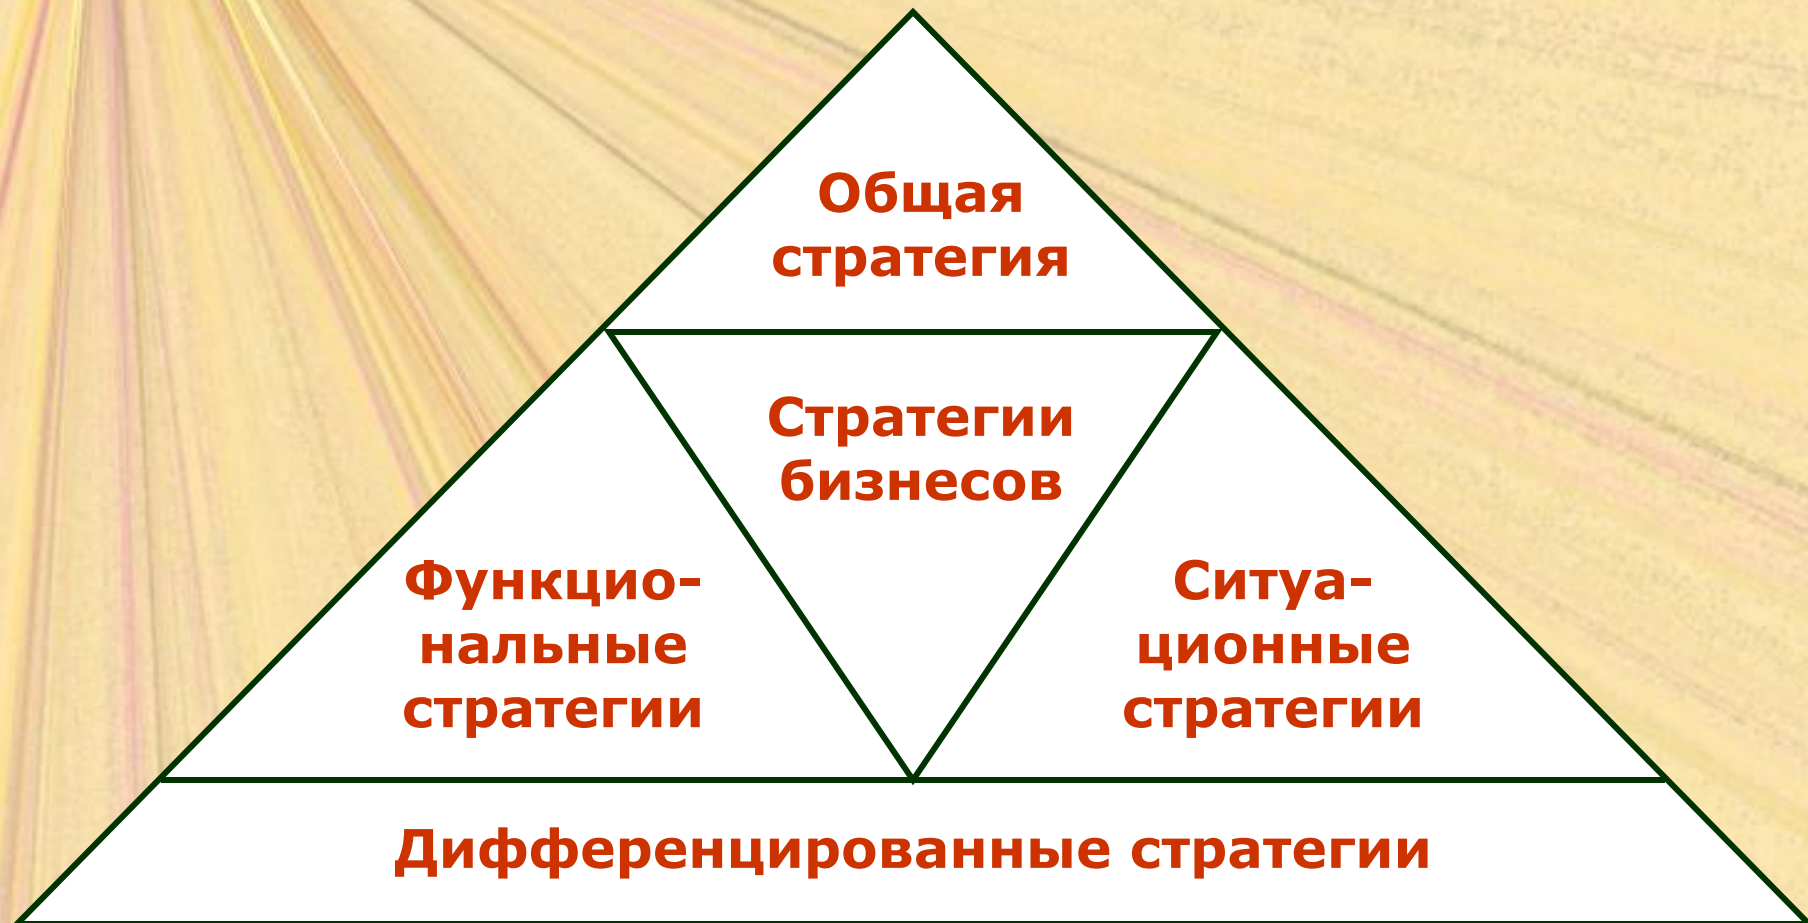 Общая
стратегия
Стратегии
бизнесов
Функцио-
нальные
стратегии
Ситуа-
ционные
стратегии
Дифференцированные стратегии